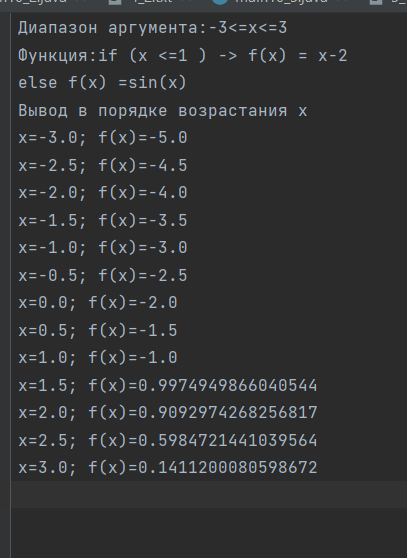 Диапазон аргумента:-3<=x<=3
Функция:if (x <=1 ) -> f(x) = x-2
else f(x) =sin(x)
Вывод в порядке возрастания x
x=-3.0; f(x)=-5.0
x=-2.5; f(x)=-4.5
x=-2.0; f(x)=-4.0
x=-1.5; f(x)=-3.5
x=-1.0; f(x)=-3.0
x=-0.5; f(x)=-2.5
x=0.0; f(x)=-2.0
x=0.5; f(x)=-1.5
x=1.0; f(x)=-1.0
x=1.5; f(x)=0.9974949866040544
x=2.0; f(x)=0.9092974268256817
x=2.5; f(x)=0.5984721441039564
x=3.0; f(x)=0.1411200080598672